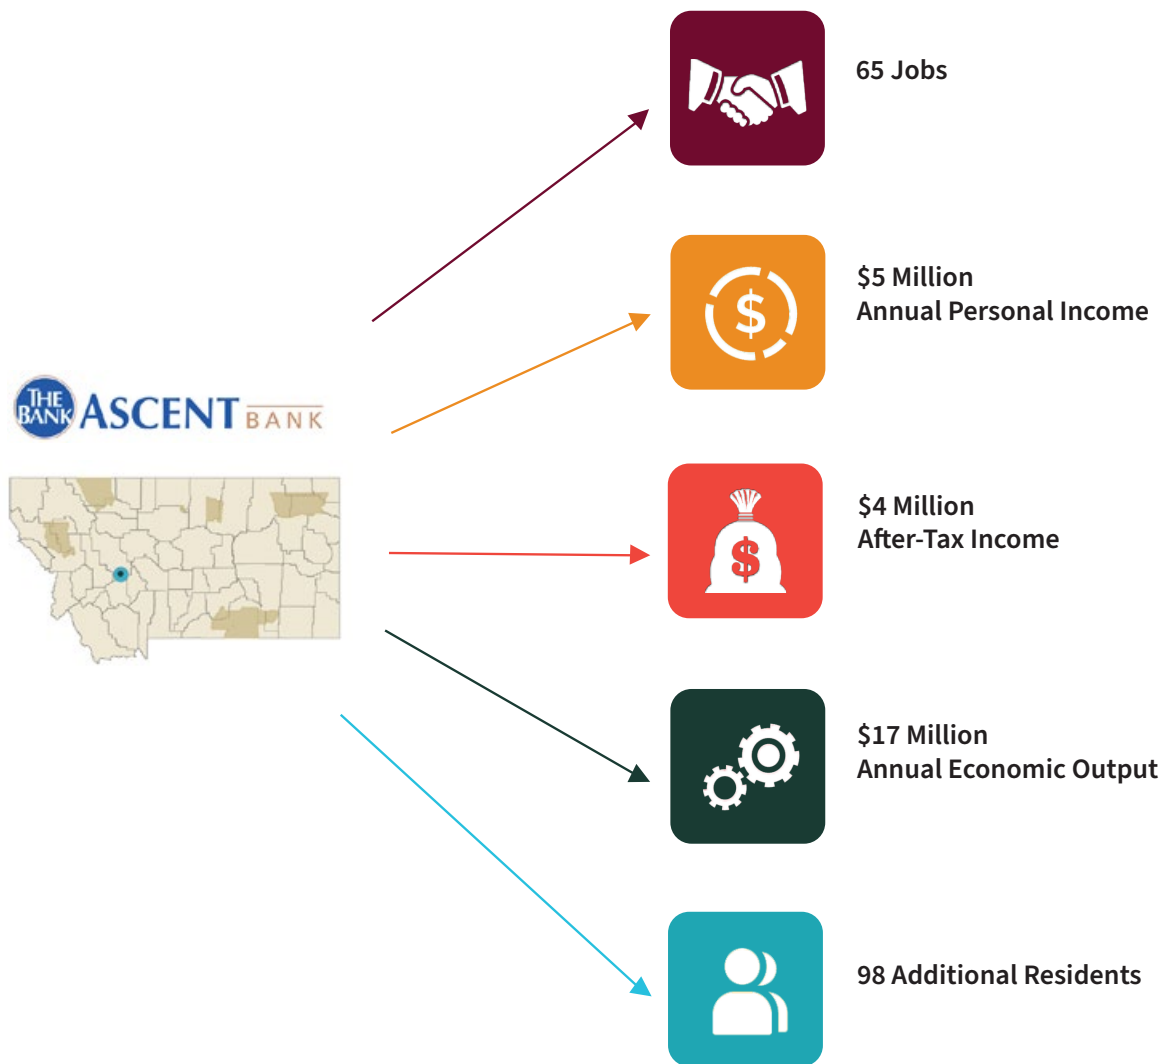 65 Jobs
$
$5 Million
Annual Personal Income
THE
BANK
ASCENT BANK
$
$4 Million
After-Tax Income
$17 Million
Annual Economic Output
98 Additional Residents